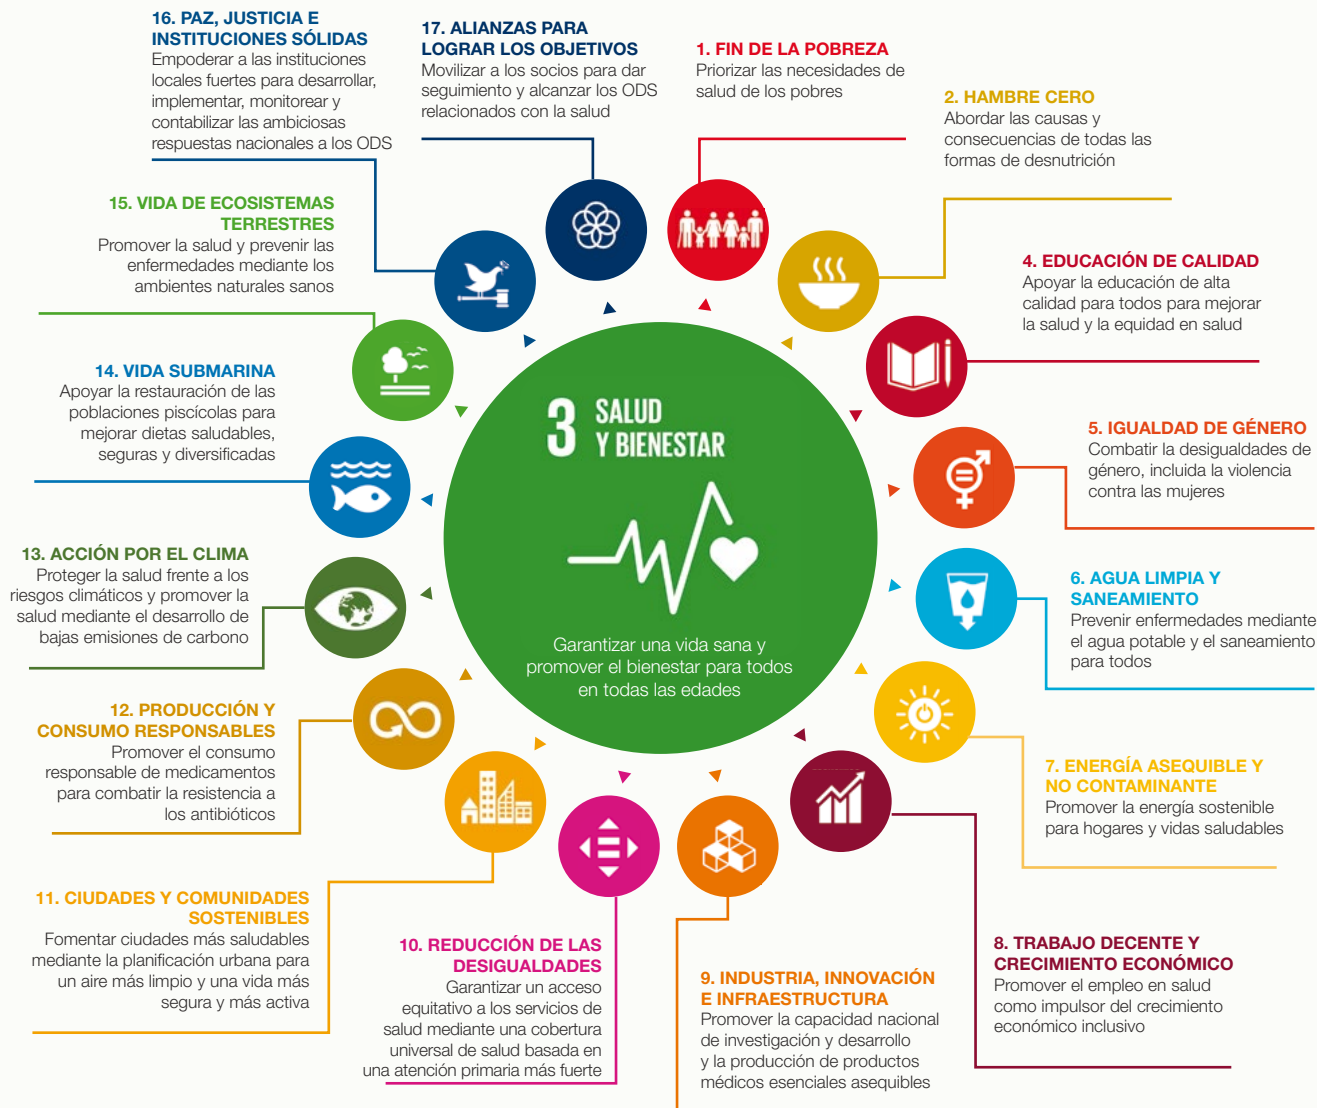 16. PAZ, JUSTICIA E
INSTITUCIONES SÓLIDAS
Empoderar a las instituciones
locales fuertes para desarrollar,
implementar, monitorear y
contabilizar las ambiciosas
respuestas nacionales a los ODS
17. ALIANZAS PARA
LOGRAR LOS OBJETIVOS
Movilizar a los socios para dar
seguimiento y alcanzar los ODS
relacionados con la salud
1. FIN DE LA POBREZA
Priorizar las necesidades de
salud de los pobres
2. HAMBRE CERO
Abordar las causas y
consecuencias de todas las
formas de desnutrición
4. EDUCACIÓN DE CALIDAD
Apoyar la educación de alta
calidad para todos para mejorar
la salud y la equidad en salud
5. IGUALDAD DE GÉNERO
Combatir la desigualdades de
género, incluida la violencia
contra las mujeres
6. AGUA LIMPIA Y
SANEAMIENTO
Prevenir enfermedades mediante
el agua potable y el saneamiento
para todos
7. ENERGÍA ASEQUIBLE Y
NO CONTAMINANTE
Promover la energía sostenible
para hogares y vidas saludables
8. TRABAJO DECENTE Y
CRECIMIENTO ECONÓMICO
Promover el empleo en salud
como impulsor del crecimiento
económico inclusivo
9. INDUSTRIA, INNOVACIÓN
E INFRAESTRUCTURA
Promover la capacidad nacional
de investigación y desarrollo
y la producción de productos
médicos esenciales asequibles
10. REDUCCIÓN DE LAS
DESIGUALDADES
Garantizar un acceso
equitativo a los servicios de
salud mediante una cobertura
universal de salud basada en
una atención primaria más fuerte
11. CIUDADES Y COMUNIDADES
SOSTENIBLES
Fomentar ciudades más saludables
mediante la planificación urbana para
un aire más limpio y una vida más
segura y más activa
12. PRODUCCIÓN Y
CONSUMO RESPONSABLES
Promover el consumo
responsable de medicamentos
para combatir la resistencia a
los antibióticos
13. ACCIÓN POR EL CLIMA
Proteger la salud frente a los
riesgos climáticos y promover la
salud mediante el desarrollo de
bajas emisiones de carbono
14. VIDA SUBMARINA
Apoyar la restauración de las
poblaciones piscícolas para
mejorar dietas saludables,
seguras y diversificadas
15. VIDA DE ECOSISTEMAS
TERRESTRES
Promover la salud y prevenir las
enfermedades mediante los
ambientes naturales sanos
3 SALUD
Y BIENESTAR
Garantizar una vida sana y
promover el bienestar para todos
en todas las edades